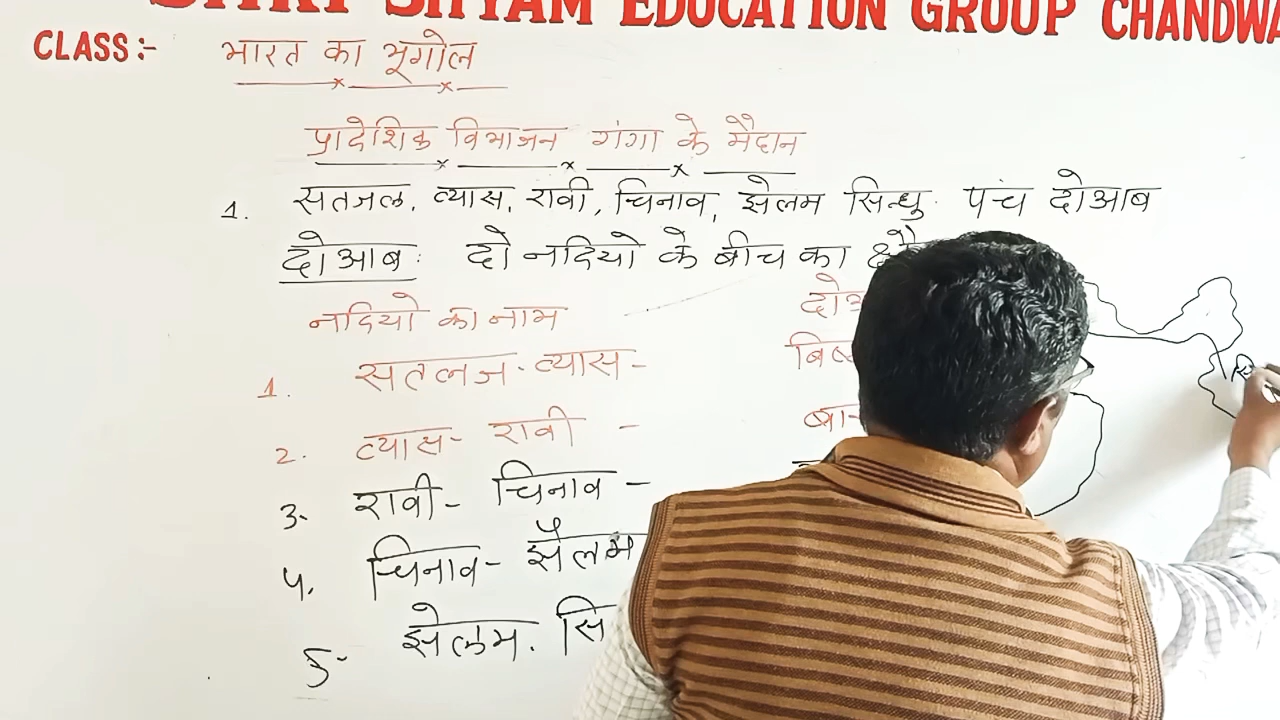 SHRI SHYAM EDUCATION GROUP CHANDWA
CLASS:- भारत का भूगोल
प्रादेशिक विभाजन गंगा के मैदान
1. सतजल, व्यास, रावी, चिनाव, झेलम सिन्धु. पंच दोआब
दोआब: दो नदियो के बीच का
नदियो का नाम
1. सतलज - व्यास -
2. व्यास - रावी -
3. रावी - चिनाव -
4. चिनाव - झैलम
5- झेलम. सि